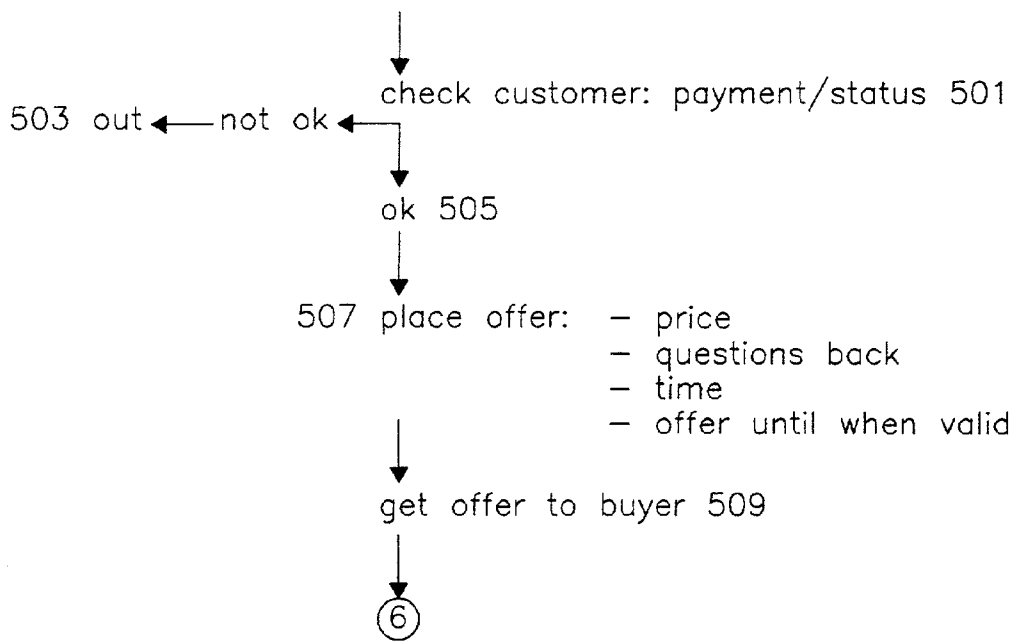 check customer: payment/status 501
503 out not ok
ok 505
507 place offer: – price
– questions back
– time
– offer until when valid
get offer to buyer 509
6